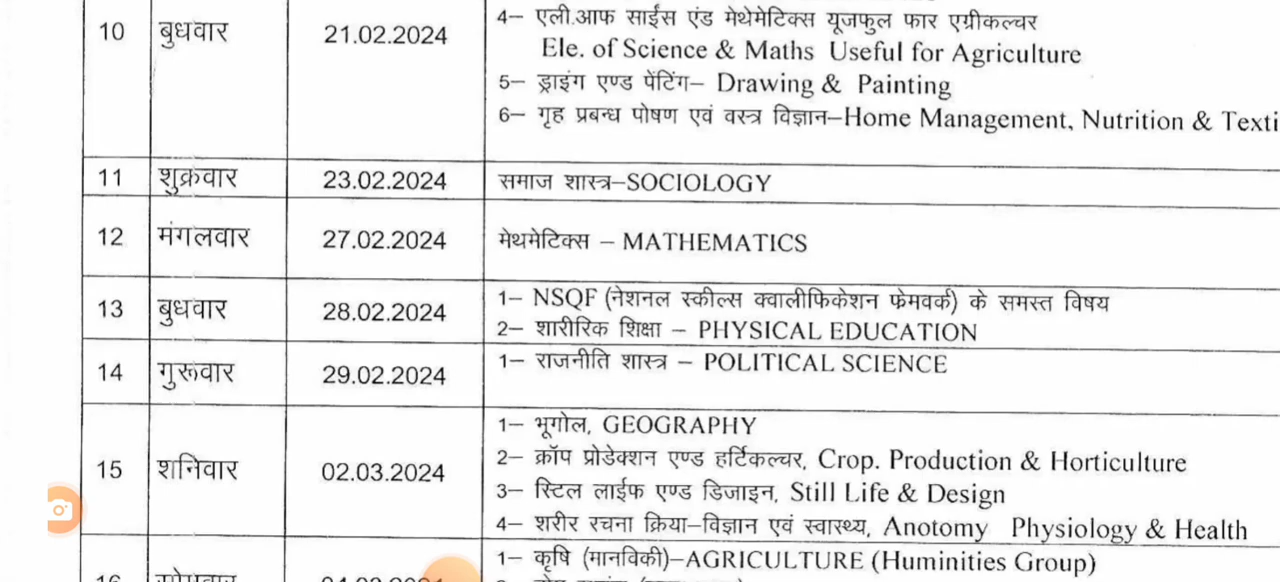 10 बुधवार 21.02.2024 4– एली.आफ साईंस एंड मेथेमेटिक्स यूजफुल फार एग्रीकल्चर
Ele. of Science & Maths Useful for Agriculture
5– ड्राइंग एण्ड पेंटिंग– Drawing & Painting
6– गृह प्रबन्ध पोषण एवं वस्त्र विज्ञान–Home Management, Nutrition & Texti
11 शुक्रवार 23.02.2024 समाज शास्त्र–SOCIOLOGY
12 मंगलवार 27.02.2024 मेथमेटिक्स – MATHEMATICS
13 बुधवार 28.02.2024 1– NSQF (नेशनल स्कील्स क्वालीफिकेशन फ्रेमवर्क) के समस्त विषय
2– शारीरिक शिक्षा – PHYSICAL EDUCATION
14 गुरूवार 29.02.2024 1– राजनीति शास्त्र – POLITICAL SCIENCE
15 शनिवार 02.03.2024 1– भूगोल, GEOGRAPHY
2– क्रॉप प्रोडेक्शन एण्ड हर्टिकल्चर, Crop. Production & Horticulture
3– स्टिल लाईफ एण्ड डिजाइन, Still Life & Design
4– शरीर रचना क्रिया–विज्ञान एवं स्वास्थ्य, Anotomy Physiology & Health
1– कृषि (मानविकी)–AGRICULTURE (Huminities Group)